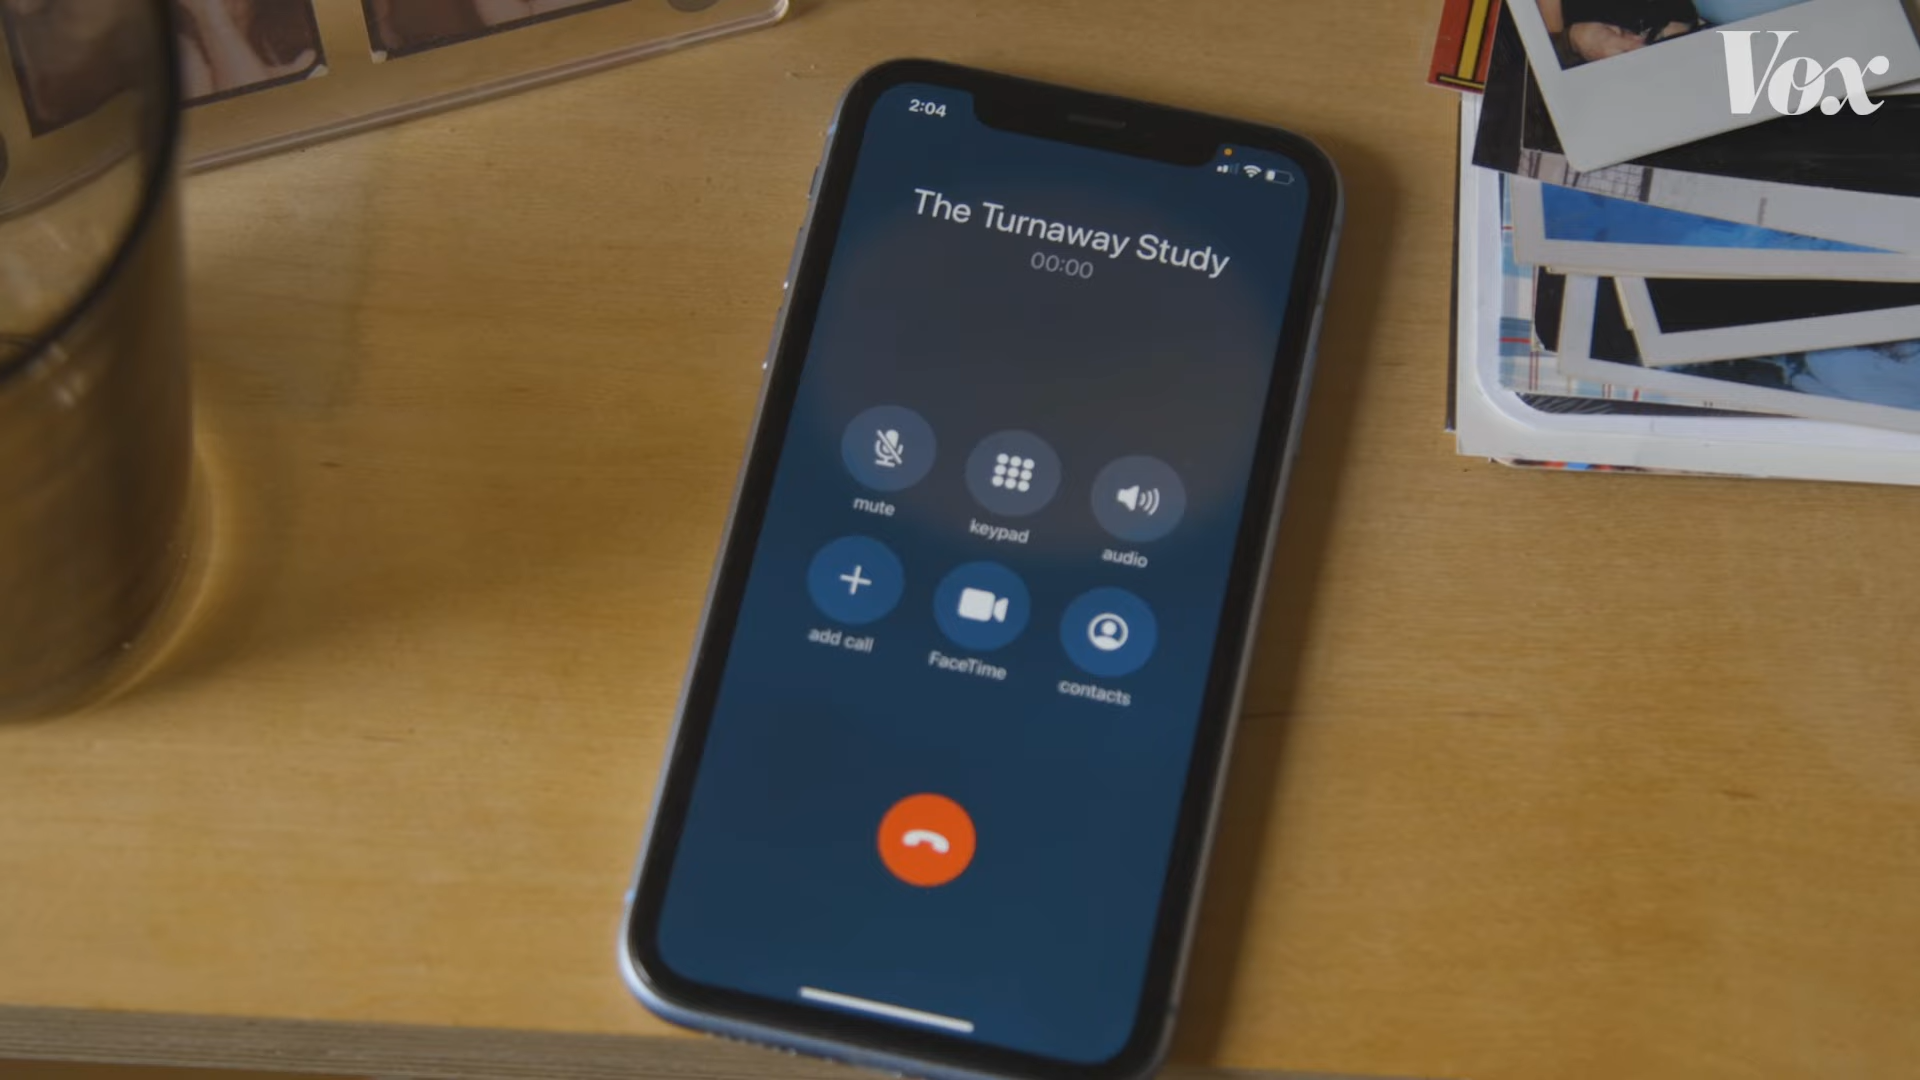 Vox
2:04
The Turnaway Study
00:00
mute
keypad
audio
add call
FaceTime
contacts